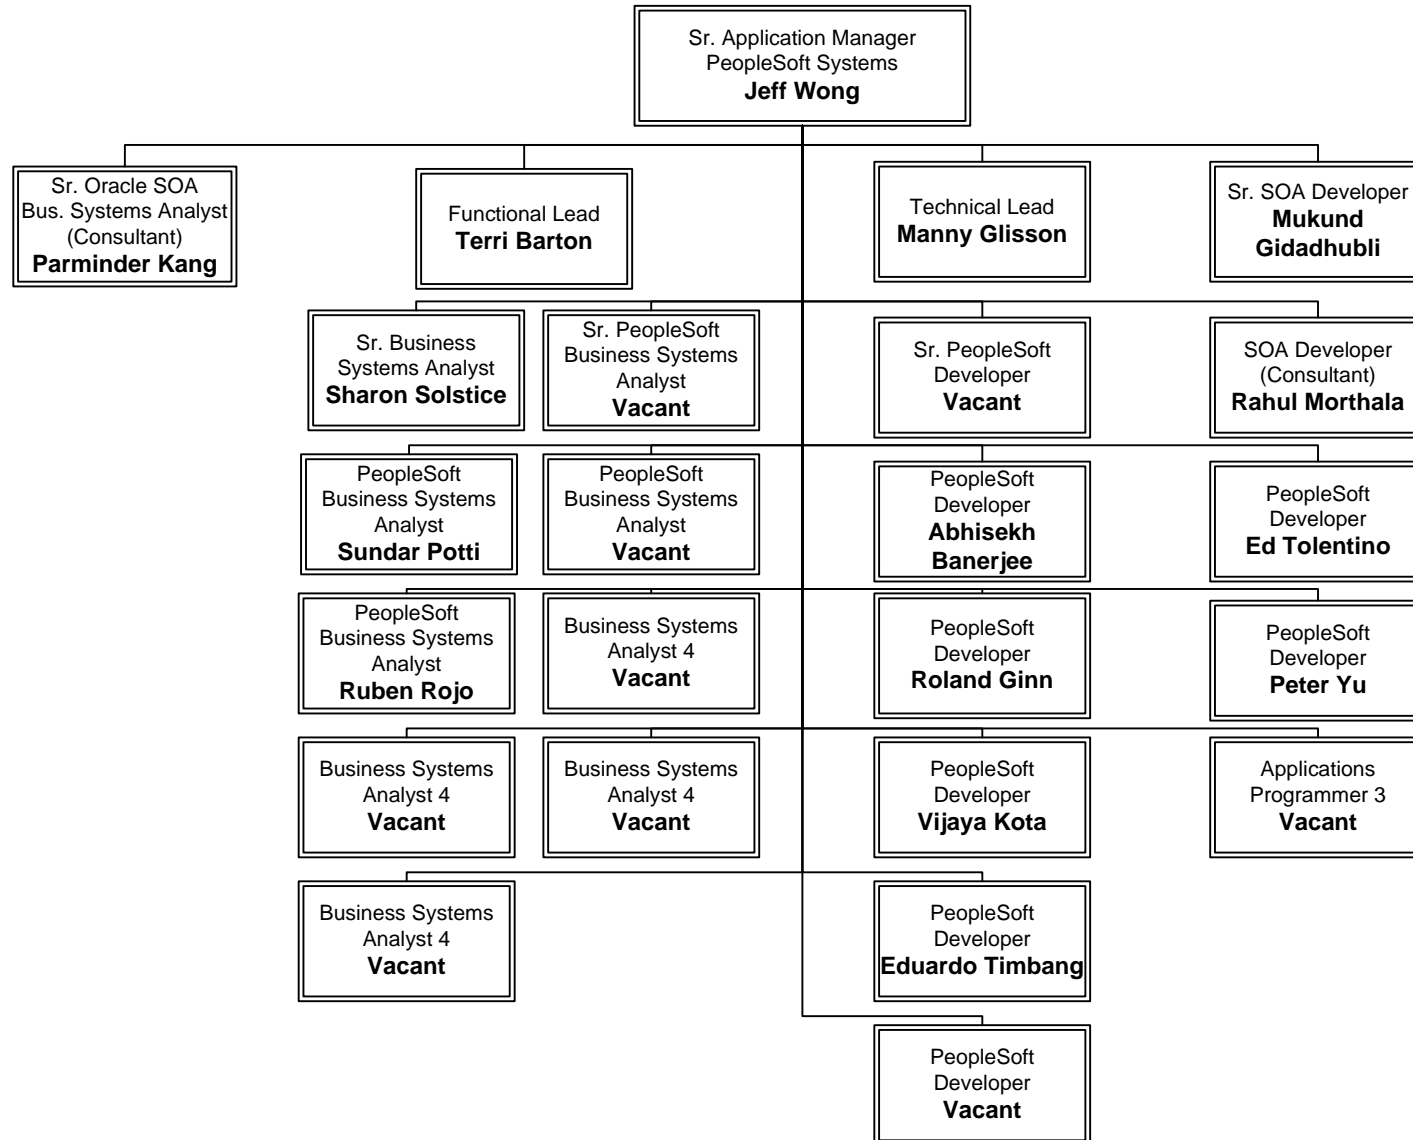 Sr. Application Manager
PeopleSoft Systems
Jeff Wong
Sr. Oracle SOA
Bus. Systems Analyst
(Consultant)
Parminder Kang
Functional Lead
Terri Barton
Technical Lead
Manny Glisson
Sr. SOA Developer
Mukund
Gidadhubli
Sr. Business
Systems Analyst
Sharon Solstice
Sr. PeopleSoft
Business Systems
Analyst
Vacant
Sr. PeopleSoft
Developer
Vacant
SOA Developer
(Consultant)
Rahul Morthala
PeopleSoft
Business Systems
Analyst
Sundar Potti
PeopleSoft
Business Systems
Analyst
Vacant
PeopleSoft
Developer
Abhisekh
Banerjee
PeopleSoft
Developer
Ed Tolentino
PeopleSoft
Business Systems
Analyst
Ruben Rojo
Business Systems
Analyst 4
Vacant
PeopleSoft
Developer
Roland Ginn
PeopleSoft
Developer
Peter Yu
Business Systems
Analyst 4
Vacant
Business Systems
Analyst 4
Vacant
PeopleSoft
Developer
Vijaya Kota
Applications
Programmer 3
Vacant
Business Systems
Analyst 4
Vacant
PeopleSoft
Developer
Eduardo Timbang
PeopleSoft
Developer
Vacant